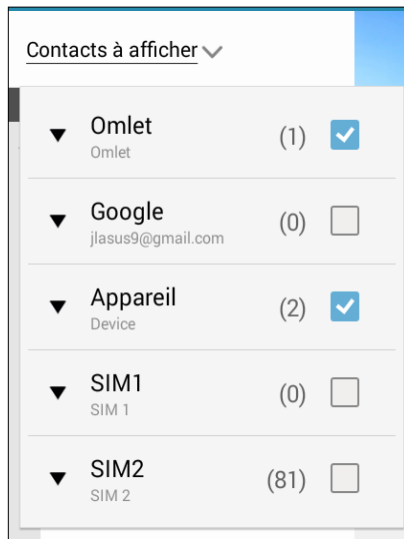 Contacts à afficher
Omlet (1)
Omlet
Google (0)
jlasus9@gmail.com
Appareil (2)
Device
SIM1 (0)
SIM 1
SIM2 (81)
SIM 2